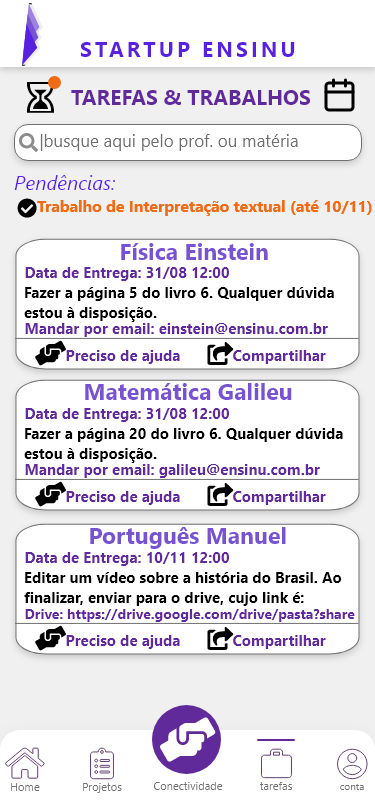 STARTUP ENSINU
TAREFAS & TRABALHOS
|busque aqui pelo prof. ou matéria
Pendências:
Trabalho de Interpretação textual (até 10/11)
Física Einstein
Data de Entrega: 31/08 12:00
Fazer a página 5 do livro 6. Qualquer dúvida
estou à disposição.
Mandar por email: einstein@ensinu.com.br
Preciso de ajuda Compartilhar
Matemática Galileu
Data de Entrega: 31/08 12:00
Fazer a página 20 do livro 6. Qualquer dúvida
estou à disposição.
Mandar por email: galileu@ensinu.com.br
Preciso de ajuda Compartilhar
Português Manuel
Data de Entrega: 10/11 12:00
Editar um vídeo sobre a história do Brasil. Ao
finalizar, enviar para o drive, cujo link é:
Drive: https://drive.google.com/drive/pasta?share
Preciso de ajuda Compartilhar
Home Projetos Conectividade tarefas conta